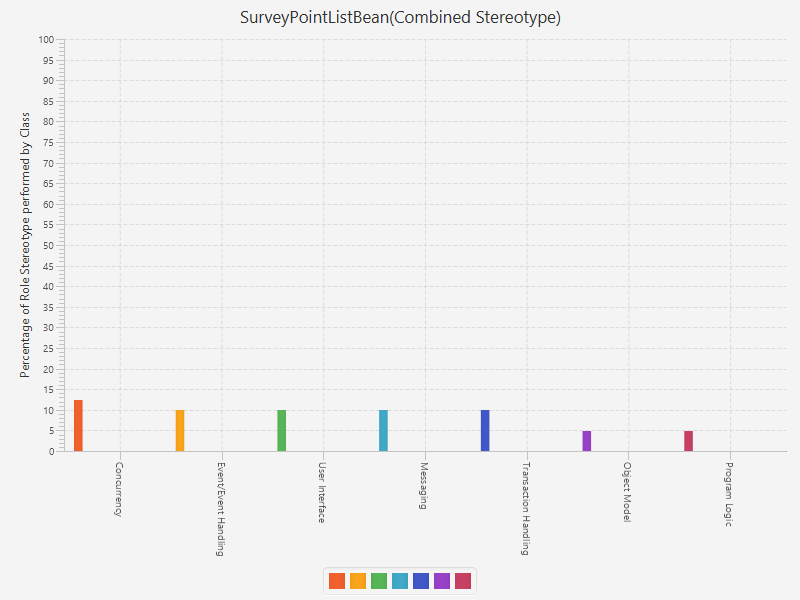 SurveyPointListBean(Combined Stereotype)
Percentage of Role Stereotype performed by Class
100
95
90
85
80
75
70
65
60
55
50
45
40
35
30
25
20
15
10
5
0
Concurrency
Event/Event Handling
User Interface
Messaging
Transaction Handling
Object Model
Program Logic